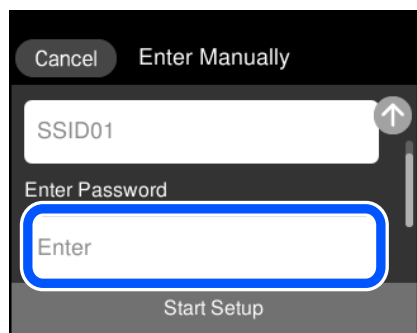 Cancel Enter Manually
SSID01
Enter Password
Enter
Start Setup